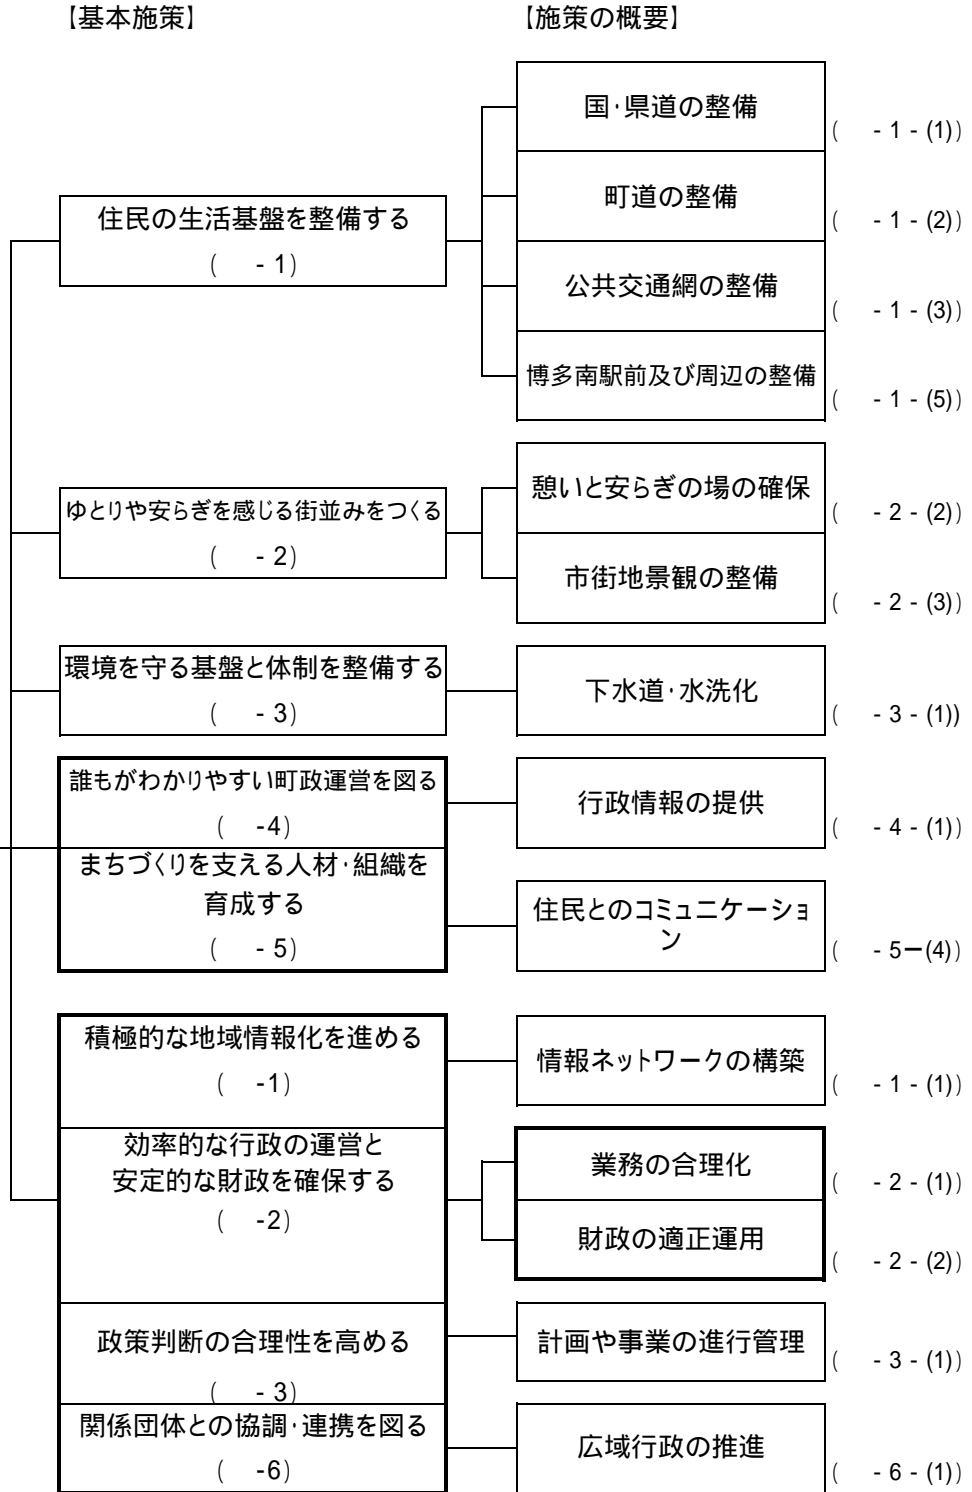 【基本施策】
【施策の概要】
国・県道の整備
( - 1 - (1))
町道の整備
( - 1 - (2))
住民の生活基盤を整備する
( - 1)
公共交通網の整備
( - 1 - (3))
博多南駅前及び周辺の整備
( - 1 - (5))
ゆとりや安らぎを感じる街並みをつくる
( - 2)
憩いと安らぎの場の確保
( - 2 - (2))
市街地景観の整備
( - 2 - (3))
環境を守る基盤と体制を整備する
( - 3)
下水道・水洗化
( - 3 - (1))
誰もがわかりやすい町政運営を図る
( -4)
行政情報の提供
( - 4 - (1))
まちづくりを支える人材・組織を
育成する
( - 5)
住民とのコミュニケーショ
ン
( - 5ー(4))
積極的な地域情報化を進める
( -1)
情報ネットワークの構築
( - 1 - (1))
効率的な行政の運営と
安定的な財政を確保する
( -2)
業務の合理化
( - 2 - (1))
財政の適正運用
( - 2 - (2))
政策判断の合理性を高める
( - 3)
計画や事業の進行管理
( - 3 - (1))
関係団体との協調・連携を図る
( -6)
広域行政の推進
( - 6 - (1))